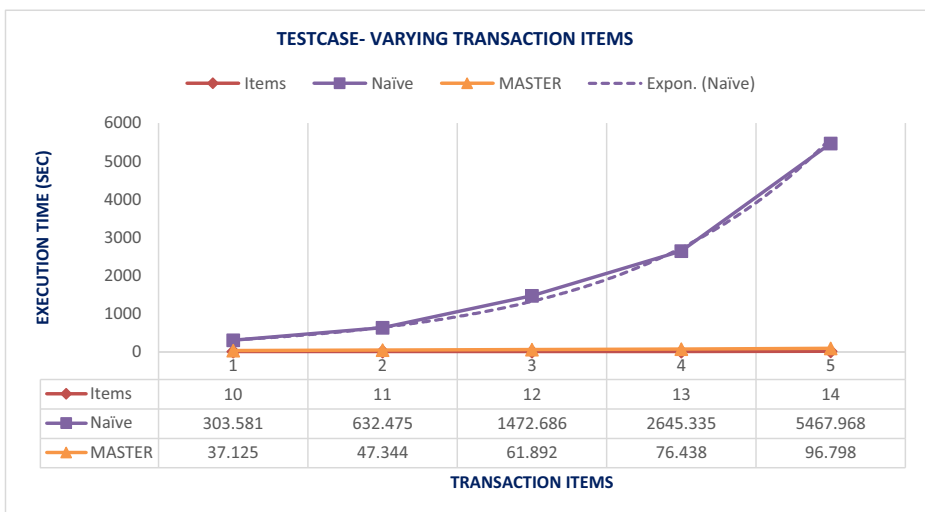 TESTCASE- VARYING TRANSACTION ITEMS
Items Naïve MASTER Expon. (Naïve)
EXECUTION TIME (SEC)
6000
5000
4000
3000
2000
1000
0
1 2 3 4 5
Items 10 11 12 13 14
Naïve 303.581 632.475 1472.686 2645.335 5467.968
MASTER 37.125 47.344 61.892 76.438 96.798
TRANSACTION ITEMS